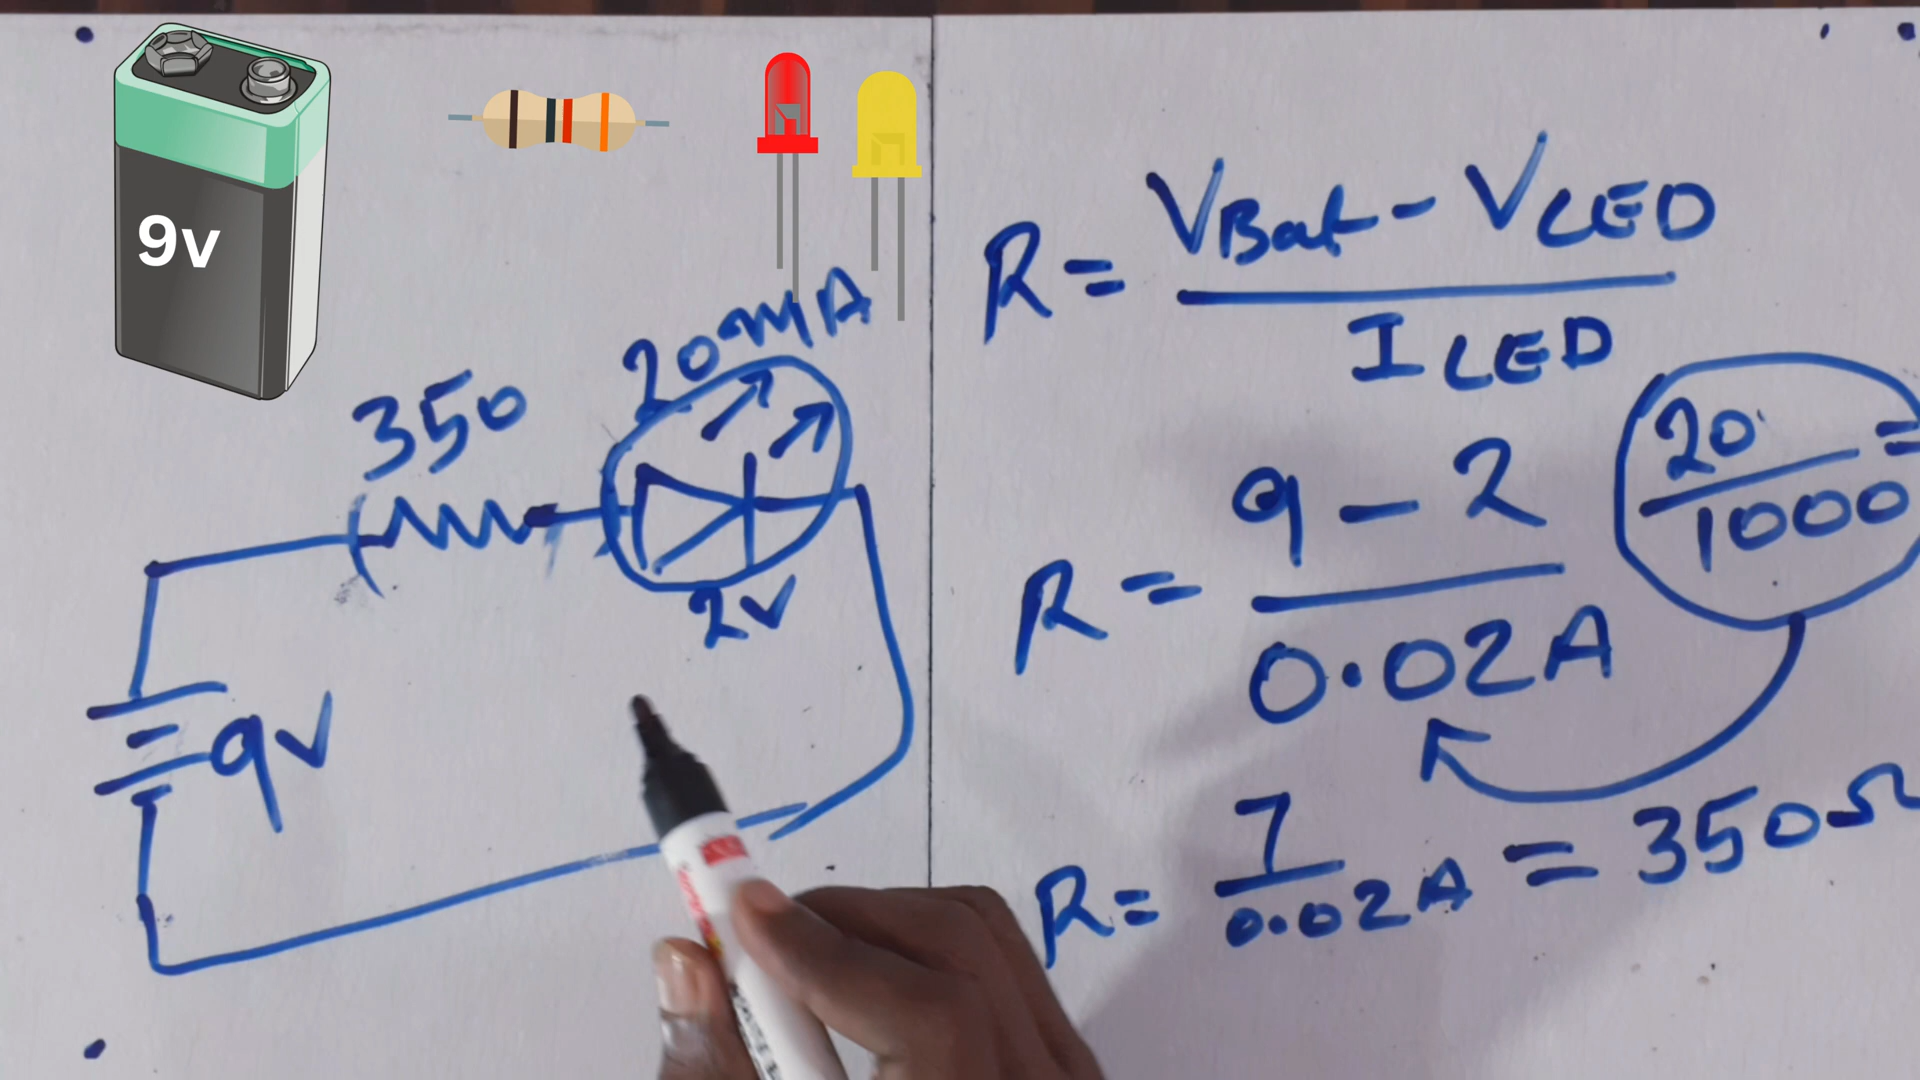 9v
20mA
350
2V
9V
R = VBat - VLED / ILED
R = 9 - 2 / 0.02A
20 / 1000 =
R = 7 / 0.02A = 350Ω